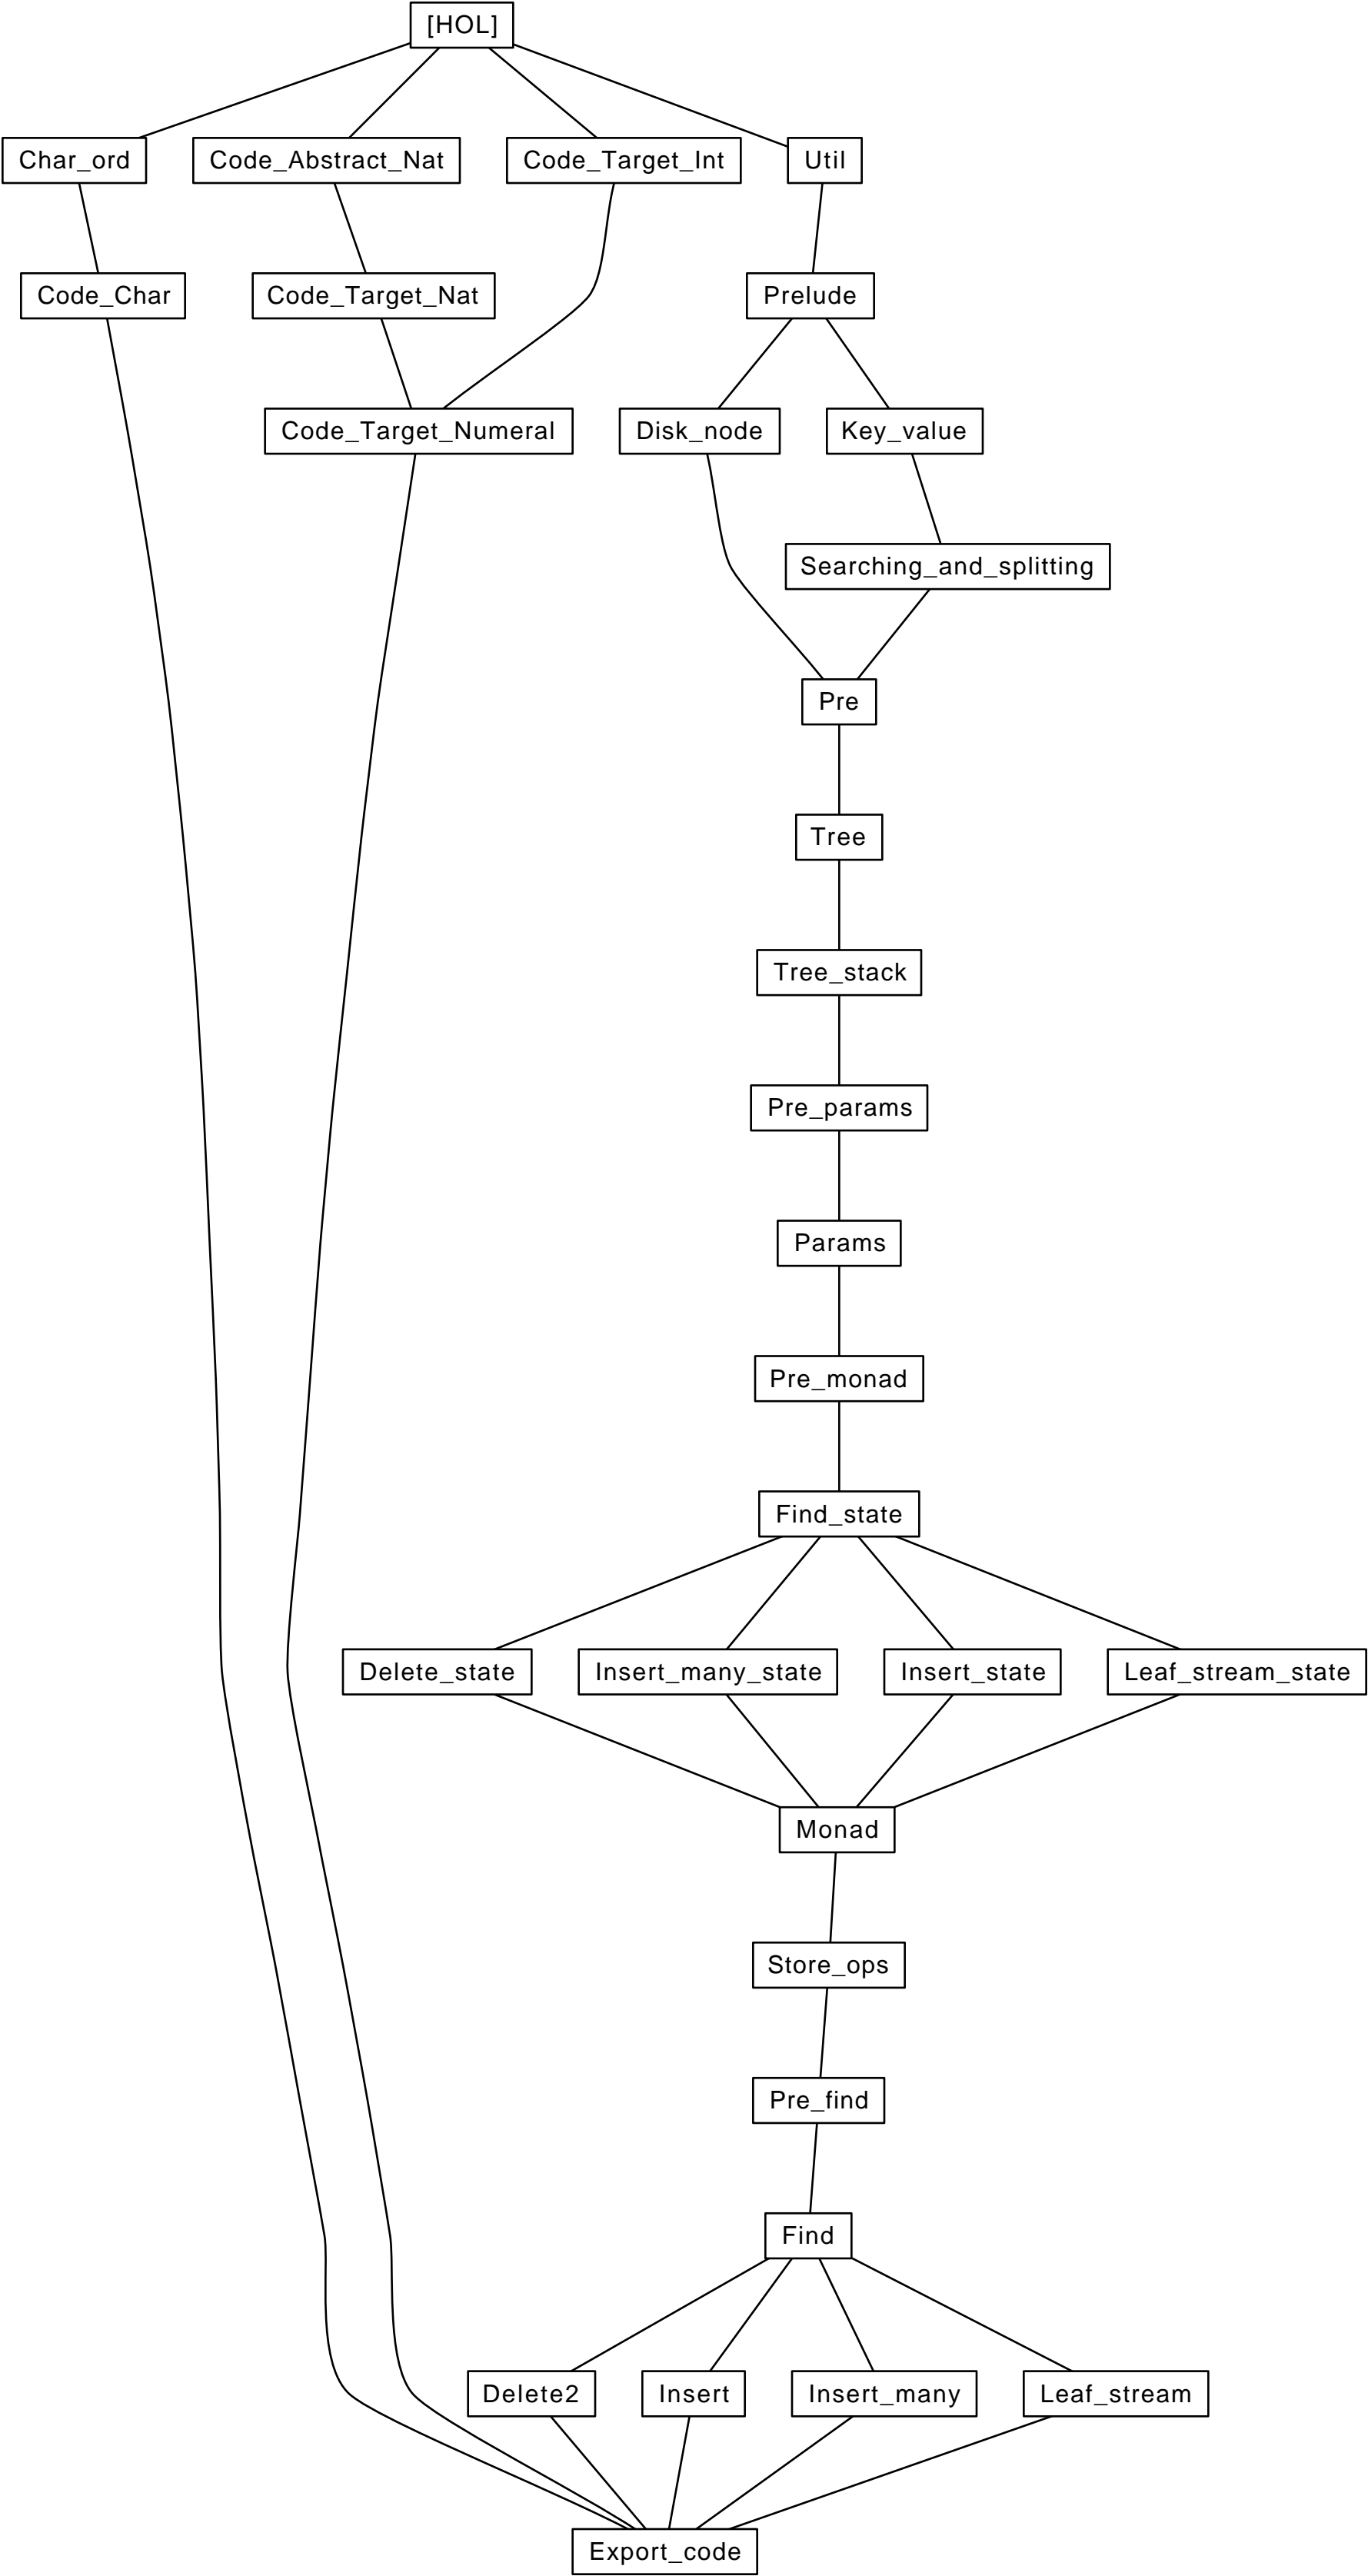 [HOL]
Char_ord
Code_Abstract_Nat
Code_Target_Int
Util
Code_Char
Code_Target_Nat
Prelude
Code_Target_Numeral
Disk_node
Key_value
Searching_and_splitting
Pre
Tree
Tree_stack
Pre_params
Params
Pre_monad
Find_state
Delete_state
Insert_many_state
Insert_state
Leaf_stream_state
Monad
Store_ops
Pre_find
Find
Delete2
Insert
Insert_many
Leaf_stream
Export_code